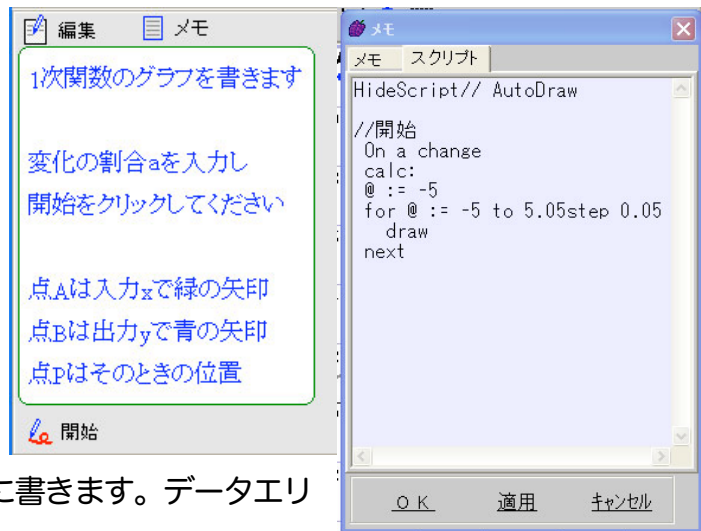 編集 メモ
1次関数のグラフを書きます
変化の割合aを入力し
開始をクリックしてください
点Aは入力xで緑の矢印
点Bは出力yで青の矢印
点Pはそのときの位置
開始
に書きます。データエリ
メモ
メモ スクリプト
HideScript// AutoDraw
//開始
On a change
calc:
@ := -5
for @ := -5 to 5.05step 0.05
draw
next
OK 適用 キャンセル